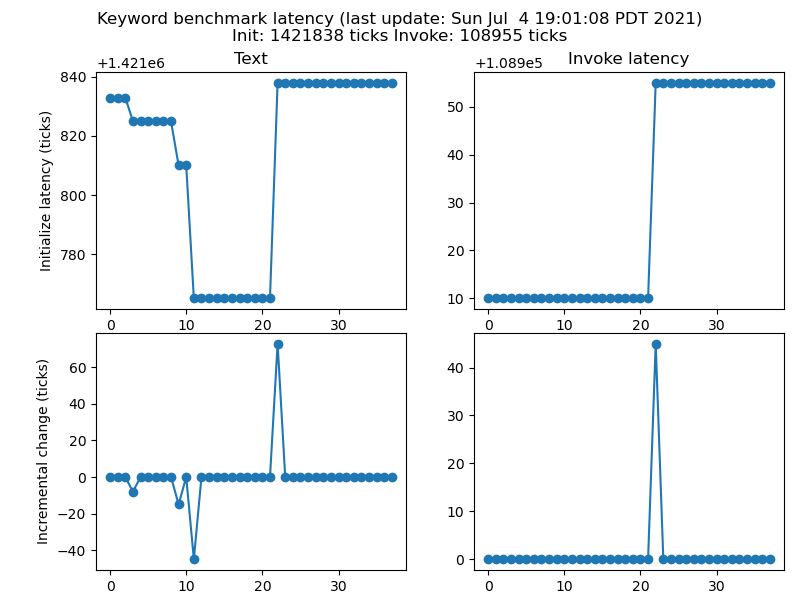 Keyword benchmark latency (last update: Sun Jul  4 19:01:08 PDT 2021)
Init: 1421838 ticks Invoke: 108955 ticks
Text
Invoke latency
+1.421e6
+1.089e5
Initialize latency (ticks)
840
820
800
780
0 10 20 30
50
40
30
20
10
0 10 20 30
Incremental change (ticks)
60
40
20
0
−20
−40
0 10 20 30
40
30
20
10
0
0 10 20 30